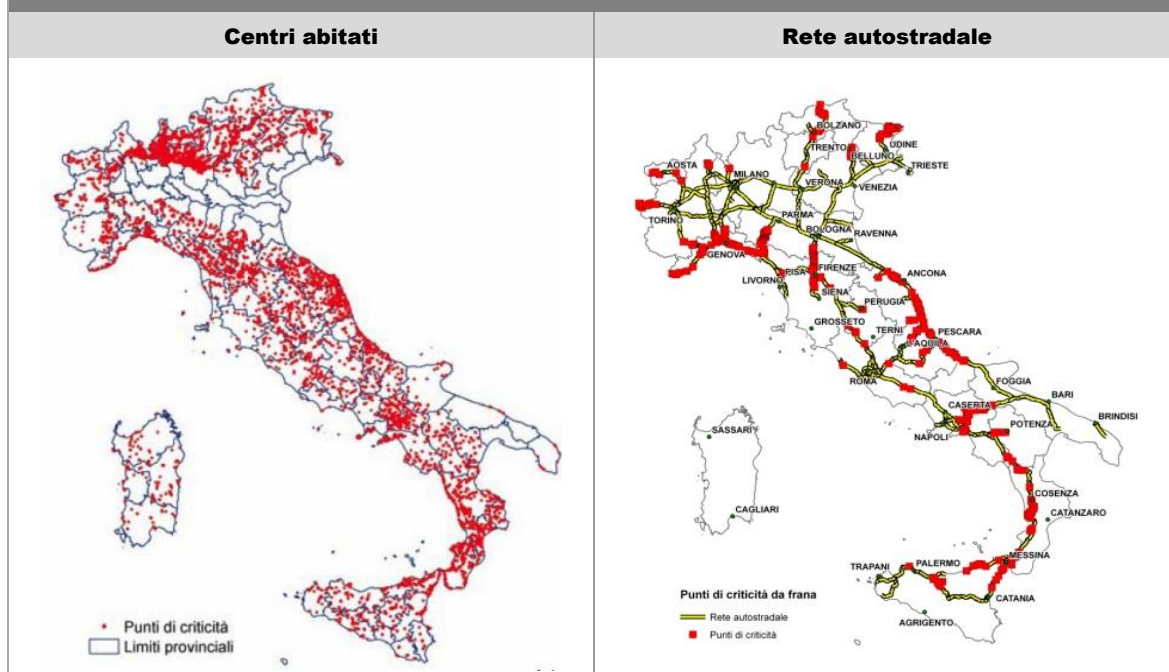 Centri abitati
Rete autostradale
Punti di criticità
Limiti provinciali
BOLZANO
TRENTO
BELLUNO
UDINE
TRIESTE
AOSTA
MILANO
VERONA
VENEZIA
TORINO
PARMA
BOLOGNA
RAVENNA
GENOVA
PISA
FIRENZE
ANCONA
LIVORNO
SIENA
PERUGIA
GROSSETO
TERNI
PESCARA
L'AQUILA
ROMA
FOGGIA
CASERTA
BARI
NAPOLI
POTENZA
BRINDISI
SASSARI
COSENZA
CAGLIARI
CATANZARO
MESSINA
TRAPANI
PALERMO
CATANIA
AGRIGENTO
Punti di criticità da frana
Rete autostradale
Punti di criticità